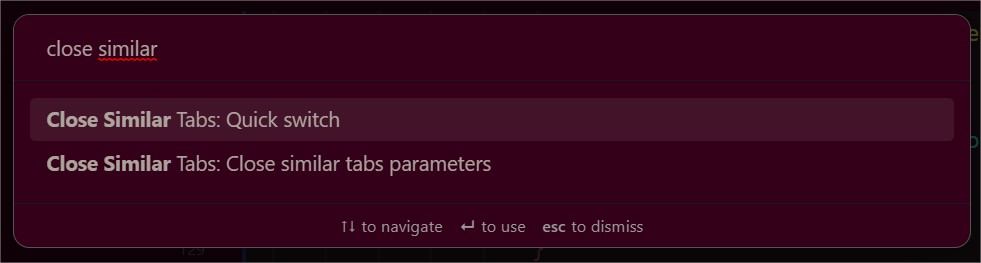 close similar
Close Similar Tabs: Quick switch
Close Similar Tabs: Close similar tabs parameters
↑↓ to navigate ↵ to use esc to dismiss
129